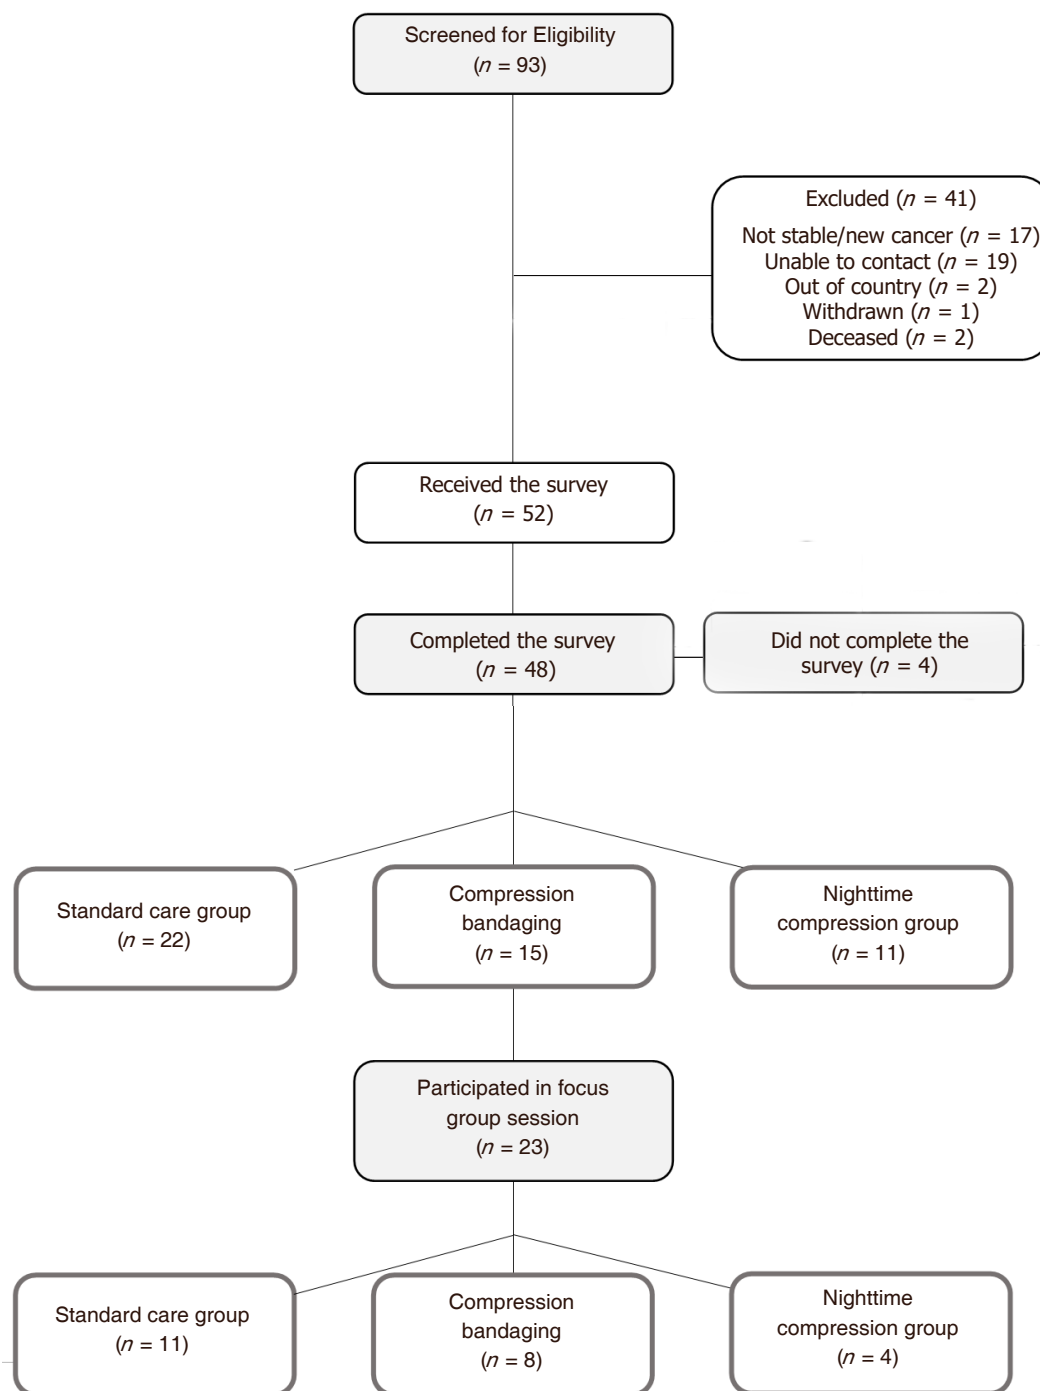 Screened for Eligibility
(n = 93)
Excluded (n = 41)
Not stable/new cancer (n = 17)
Unable to contact (n = 19)
Out of country (n = 2)
Withdrawn (n = 1)
Deceased (n = 2)
Received the survey
(n = 52)
Completed the survey
(n = 48)
Did not complete the
survey (n = 4)
Standard care group
(n = 22)
Compression
bandaging
(n = 15)
Nighttime
compression group
(n = 11)
Participated in focus
group session
(n = 23)
Standard care group
(n = 11)
Compression
bandaging
(n = 8)
Nighttime
compression group
(n = 4)